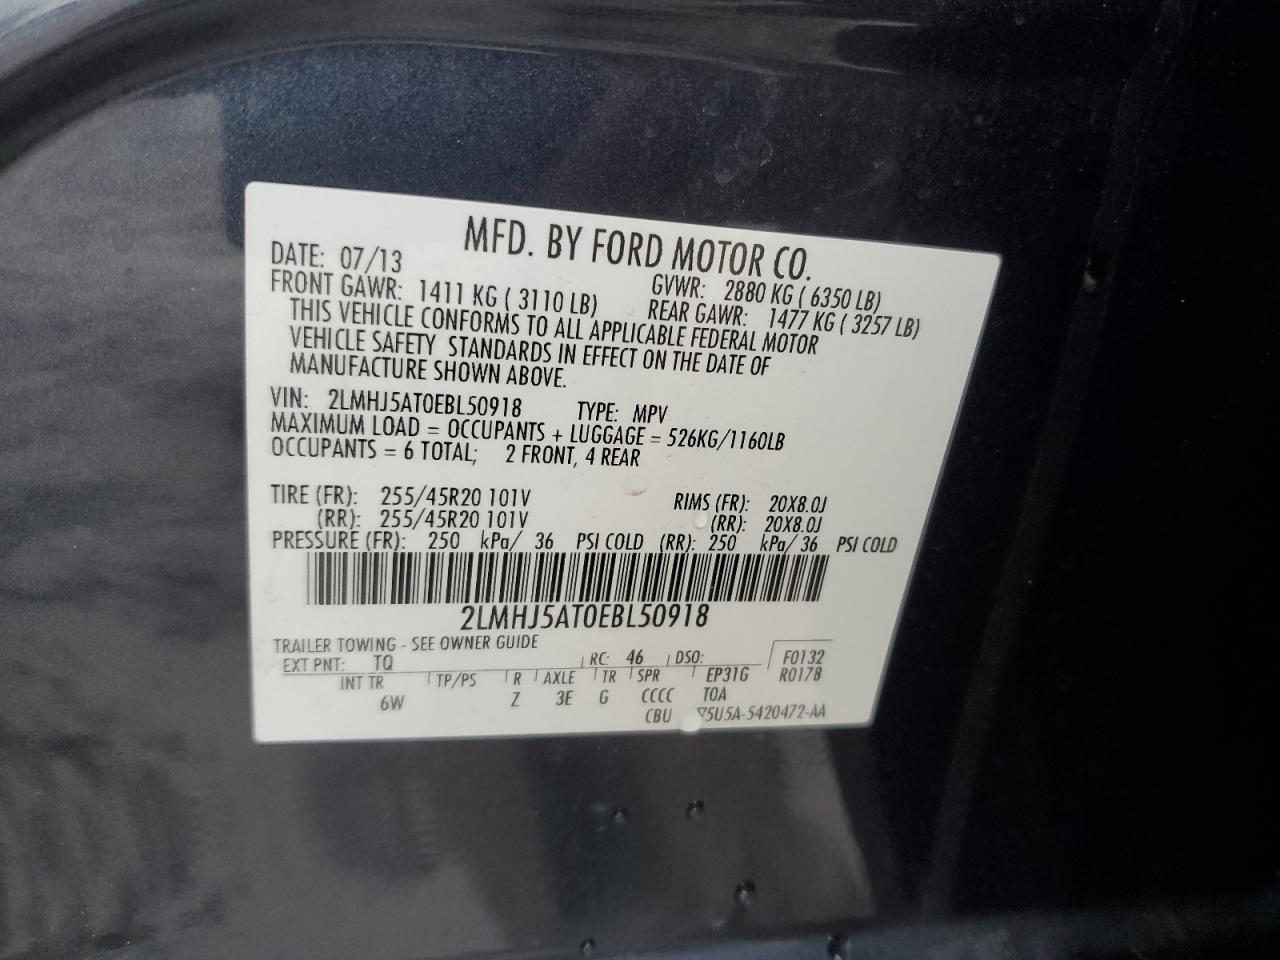 MFD. BY FORD MOTOR CO.
DATE: 07/13 GVWR: 2880 KG ( 6350 LB)
FRONT GAWR: 1411 KG ( 3110 LB) REAR GAWR: 1477 KG ( 3257 LB)
THIS VEHICLE CONFORMS TO ALL APPLICABLE FEDERAL MOTOR
VEHICLE SAFETY STANDARDS IN EFFECT ON THE DATE OF
MANUFACTURE SHOWN ABOVE.
VIN: 2LMHJ5AT0EBL50918 TYPE: MPV
MAXIMUM LOAD = OCCUPANTS + LUGGAGE = 526KG/1160LB
OCCUPANTS = 6 TOTAL; 2 FRONT, 4 REAR
TIRE (FR): 255/45R20 101V RIMS (FR): 20X8.0J
(RR): 255/45R20 101V (RR): 20X8.0J
PRESSURE (FR): 250 kPa/ 36 PSI COLD (RR): 250 kPa/ 36 PSI COLD
2LMHJ5AT0EBL50918
TRAILER TOWING - SEE OWNER GUIDE
EXT PNT: TQ RC: 46 DSO: F0132
INT TR TP/PS R AXLE TR SPR EP31G R0178
6W Z 3E G CCCC T0A
CBU 5U5A-5420472-AA